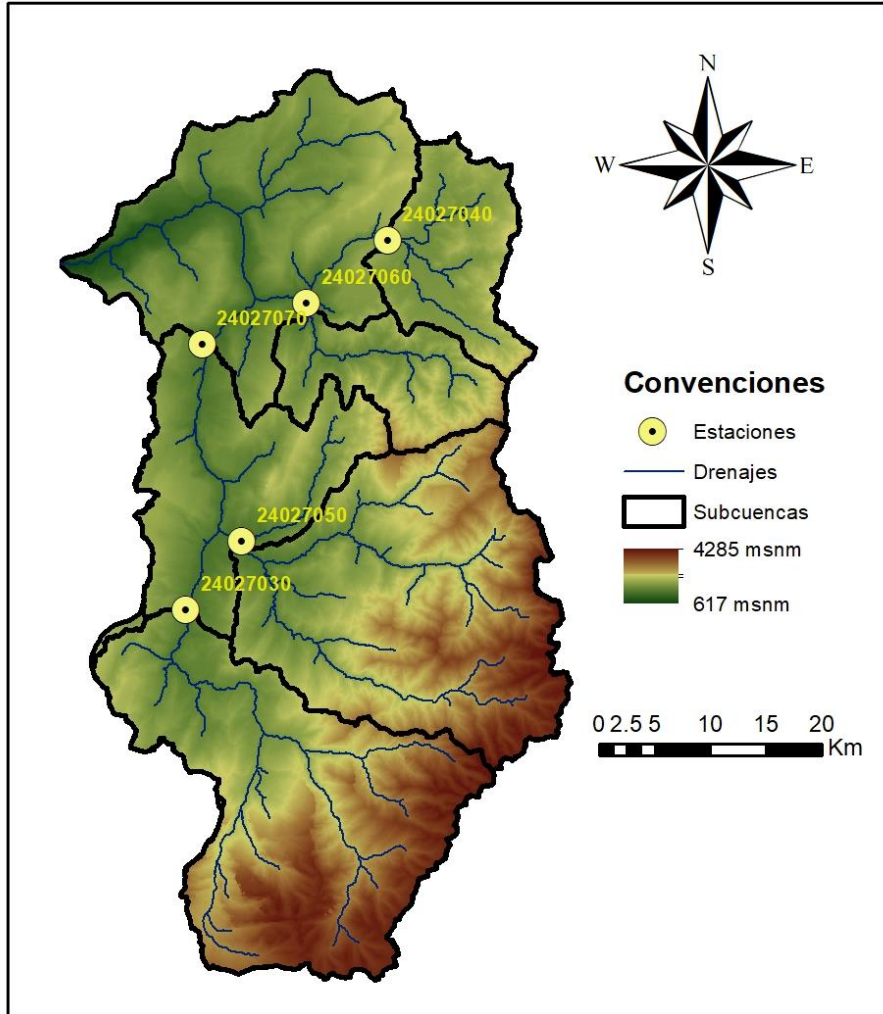 N
W E
S
24027040
24027060
24027070
24027050
24027030
Convenciones
Estaciones
Drenajes
Subcuencas
4285 msnm
617 msnm
0 2.5 5 10 15 20
Km